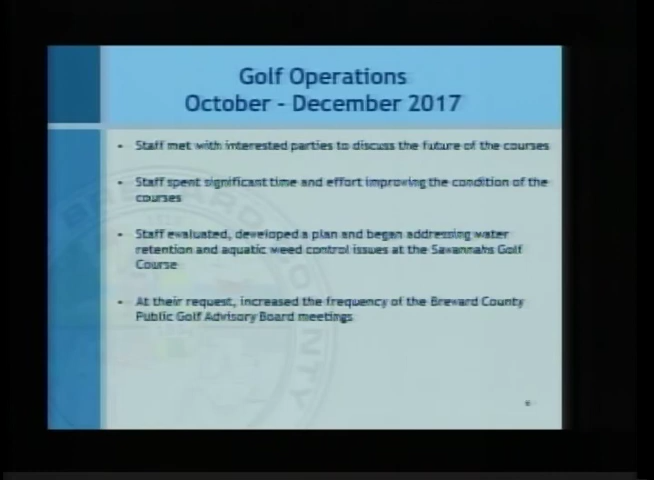 Golf Operations
October - December 2017
• Staff met with interested parties to discuss the future of the courses
• Staff spent significant time and effort improving the condition of the
courses
• Staff evaluated, developed a plan and began addressing water
retention and aquatic weed control issues at the Savannahs Golf
Course
• At their request, increased the frequency of the Brevard County
Public Golf Advisory Board meetings
BREVARD COUNTY